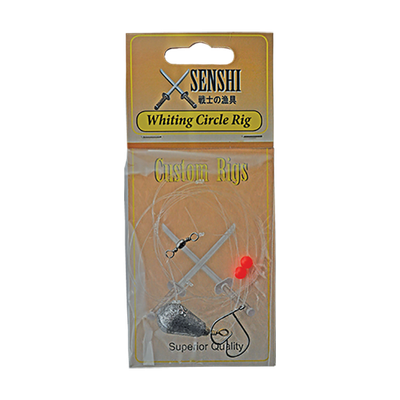 SENSHI
戦士の漁具
Whiting Circle Rig
Custom Rigs
Superior Quality